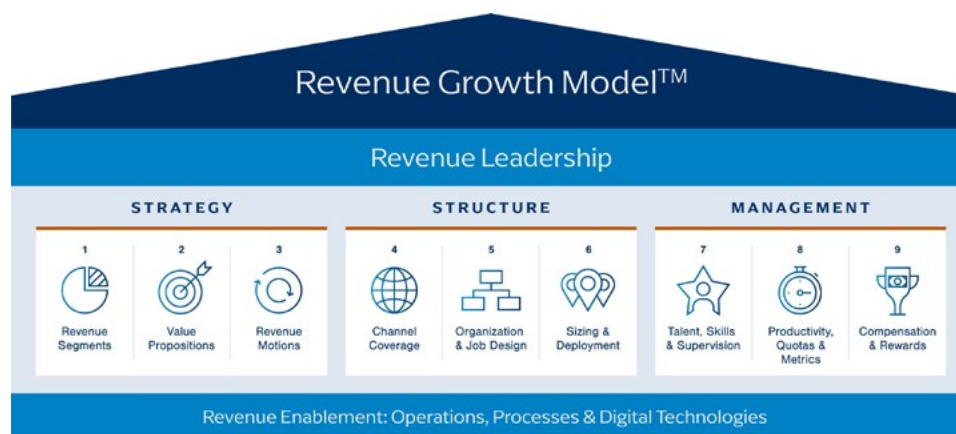 Revenue Growth Model™
Revenue Leadership
STRATEGY
1
Revenue
Segments
2
Value
Propositions
3
Revenue
Motions
STRUCTURE
4
Channel
Coverage
5
Organization
& Job Design
6
Sizing &
Deployment
MANAGEMENT
7
Talent, Skills
& Supervision
8
Productivity,
Quotas &
Metrics
9
Compensation
& Rewards
Revenue Enablement: Operations, Processes & Digital Technologies